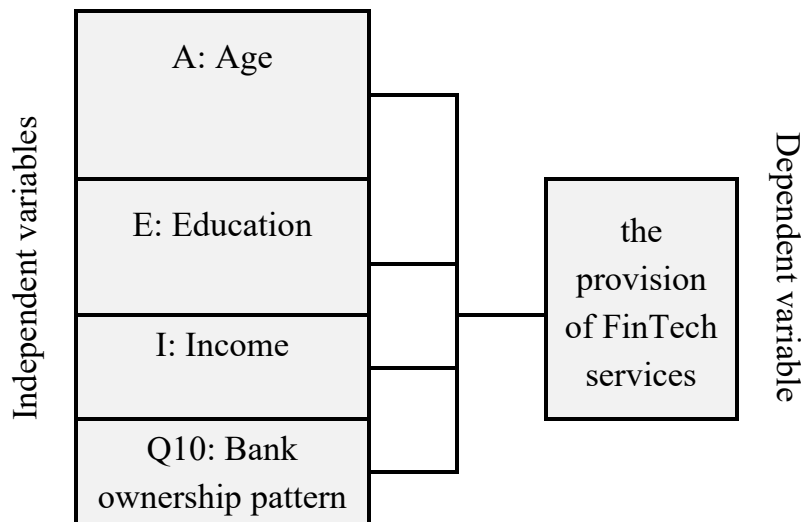 Independent variables
A: Age
E: Education
I: Income
Q10: Bank
ownership pattern
the
provision
of FinTech
services
Dependent variable